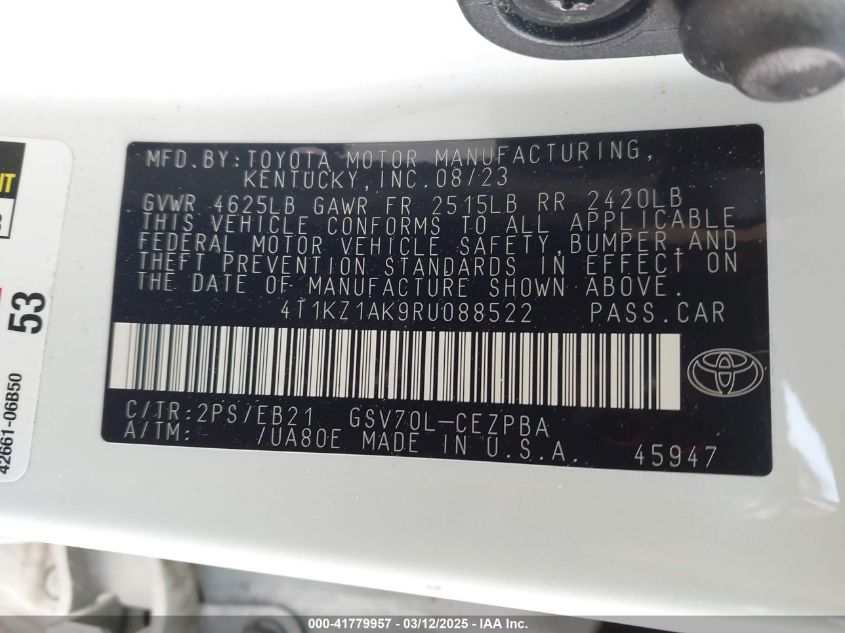 MFD.BY:TOYOTA MOTOR MANUFACTURING,
KENTUCKY,INC.08/23
GVWR 4625LB GAWR FR 2515LB RR 2420LB
THIS VEHICLE CONFORMS TO ALL APPLICABLE
FEDERAL MOTOR VEHICLE SAFETY,BUMPER,AND
THEFT PREVENTION STANDARDS IN EFFECT ON
THE DATE OF MANUFACTURE SHOWN ABOVE.
4T1KZ1AK9RU088522 PASS.CAR
C/TR:2PS/EB21 GSV70L-CEZPBA
A/TM: /UA80E MADE IN U.S.A. 45947
53
42661-06B50
000-41779957 - 03/12/2025 - IAA Inc.